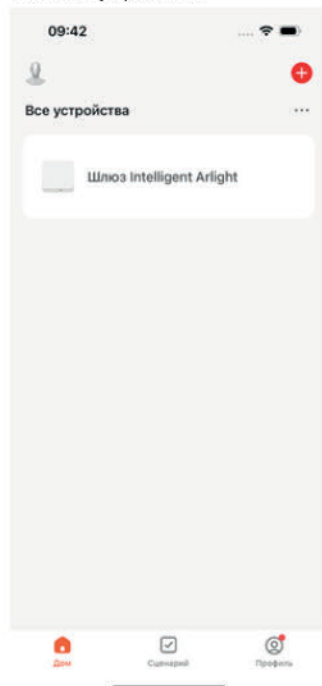 09:42
Все устройства
Шлюз Intelligent Arlight
Дом
Сценарий
Профиль